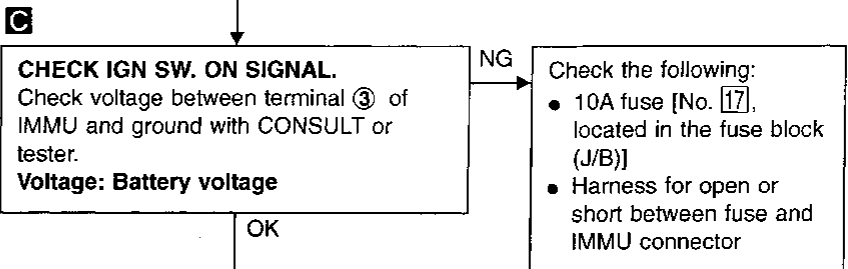 C
CHECK IGN SW. ON SIGNAL.
Check voltage between terminal ③ of
IMMU and ground with CONSULT or
tester.
Voltage: Battery voltage
NG
Check the following:
● 10A fuse [No. 17,
located in the fuse block
(J/B)]
● Harness for open or
short between fuse and
IMMU connector
OK